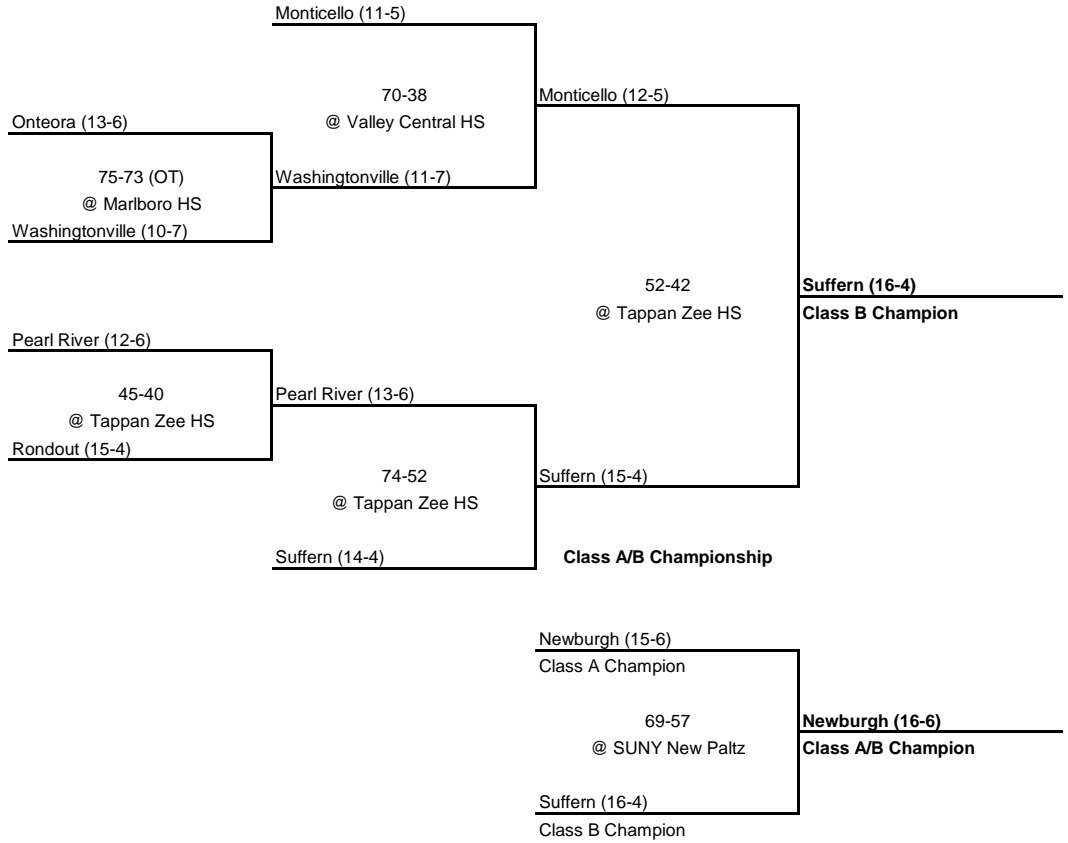 Monticello (11-5)
70-38
Monticello (12-5)
Onteora (13-6)
@ Valley Central HS
75-73 (OT)
Washingtonville (11-7)
@ Marlboro HS
Washingtonville (10-7)
52-42
Suffern (16-4)
@ Tappan Zee HS
Class B Champion
Pearl River (12-6)
45-40
Pearl River (13-6)
@ Tappan Zee HS
Rondout (15-4)
74-52
Suffern (15-4)
@ Tappan Zee HS
Suffern (14-4)
Class A/B Championship
Newburgh (15-6)
Class A Champion
69-57
Newburgh (16-6)
@ SUNY New Paltz
Class A/B Champion
Suffern (16-4)
Class B Champion